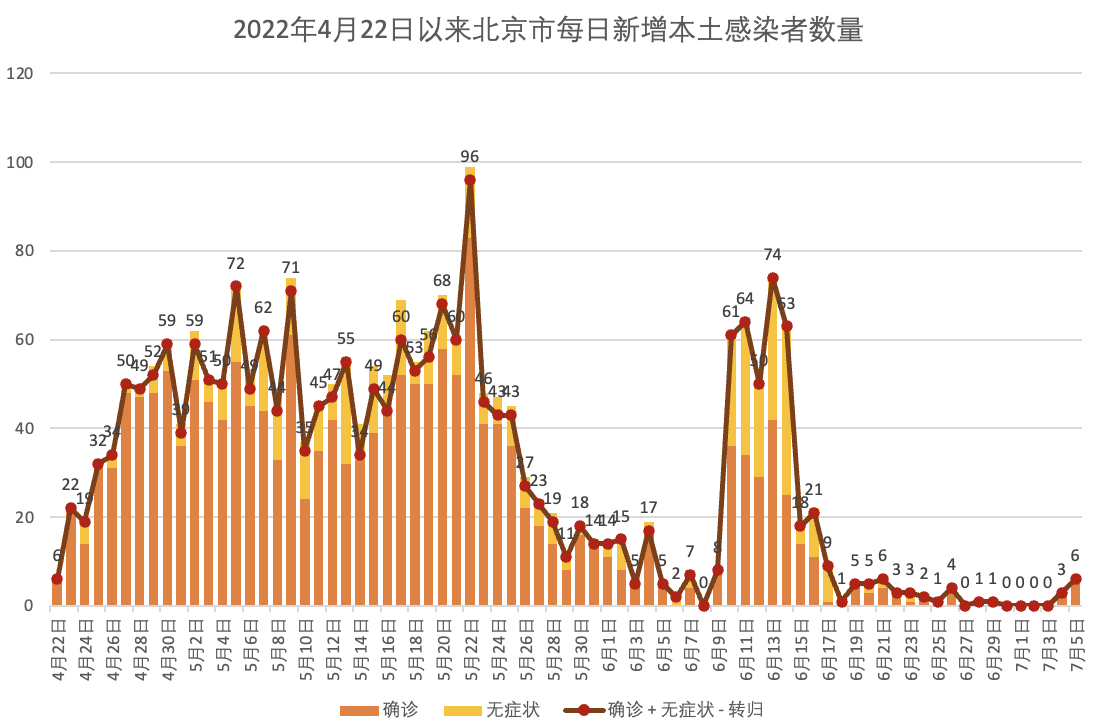 2022年4月22日以来北京市每日新增本土感染者数量
120
100
80
60
40
20
0
6 22 19 32 34 50 49 52 59 39 59 51 50 72 49 62 44 71 35 45 47 55 34 49 44 60 53 56 68 60 96 46 43 43 27 23 19 11 18 14 14 15 5 17 5 2 7 0 8 61 64 50 74 63 18 21 9 1 5 5 6 3 3 2 1 4 0 1 1 0 0 0 0 3 6
4月22日
4月24日
4月26日
4月28日
4月30日
5月2日
5月4日
5月6日
5月8日
5月10日
5月12日
5月14日
5月16日
5月18日
5月20日
5月22日
5月24日
5月26日
5月28日
5月30日
6月1日
6月3日
6月5日
6月7日
6月9日
6月11日
6月13日
6月15日
6月17日
6月19日
6月21日
6月23日
6月25日
6月27日
6月29日
7月1日
7月3日
7月5日
确诊 无症状 确诊 + 无症状 - 转归